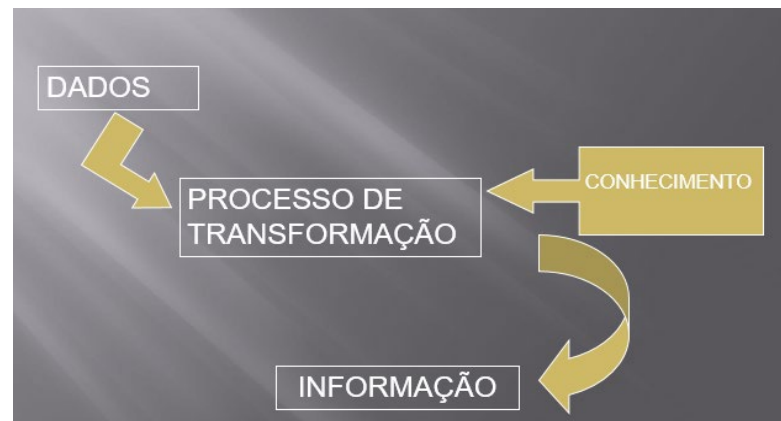 DADOS
CONHECIMENTO
PROCESSO DE
TRANSFORMAÇÃO
INFORMAÇÃO